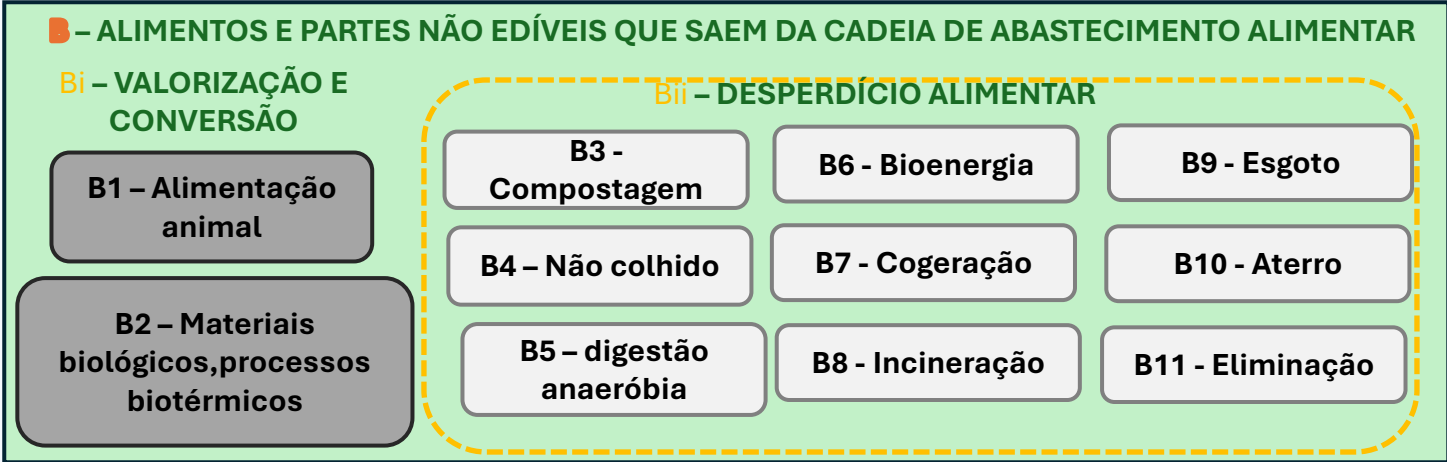 B – ALIMENTOS E PARTES NÃO EDÍVEIS QUE SAEM DA CADEIA DE ABASTECIMENTO ALIMENTAR
Bi – VALORIZAÇÃO E
CONVERSÃO
B1 – Alimentação
animal
B2 – Materiais
biológicos,processos
biotérmicos
Bii – DESPERDÍCIO ALIMENTAR
B3 -
Compostagem
B4 – Não colhido
B5 – digestão
anaeróbia
B6 - Bioenergia
B7 - Cogeração
B8 - Incineração
B9 - Esgoto
B10 - Aterro
B11 - Eliminação